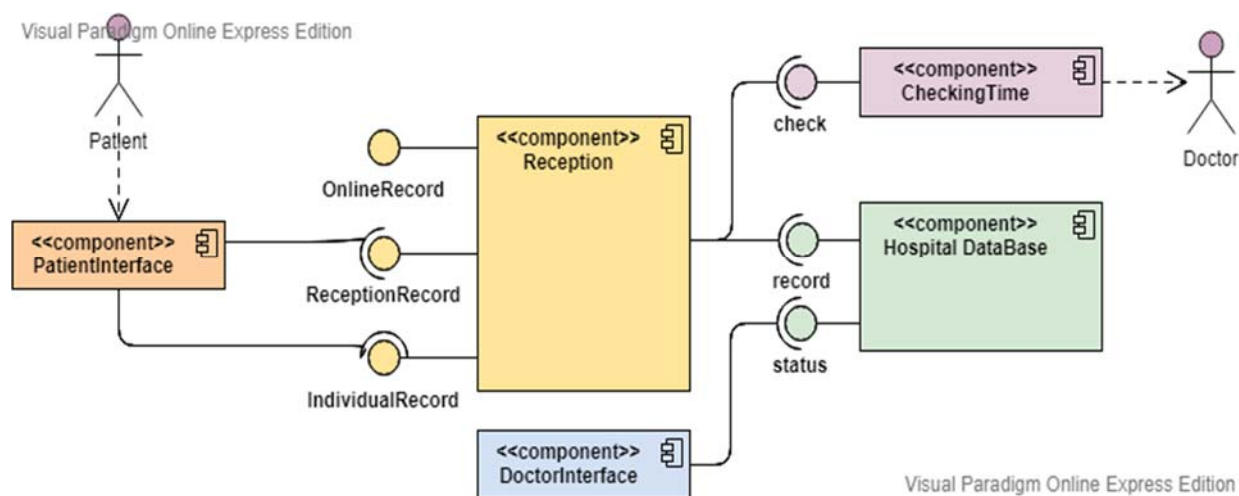 Visual Paradigm Online Express Edition
Patient
<<component>>
PatientInterface
OnlineRecord
ReceptionRecord
IndividualRecord
<<component>>
Reception
<<component>>
DoctorInterface
check
record
status
<<component>>
CheckingTime
<<component>>
Hospital DataBase
Doctor
Visual Paradigm Online Express Edition